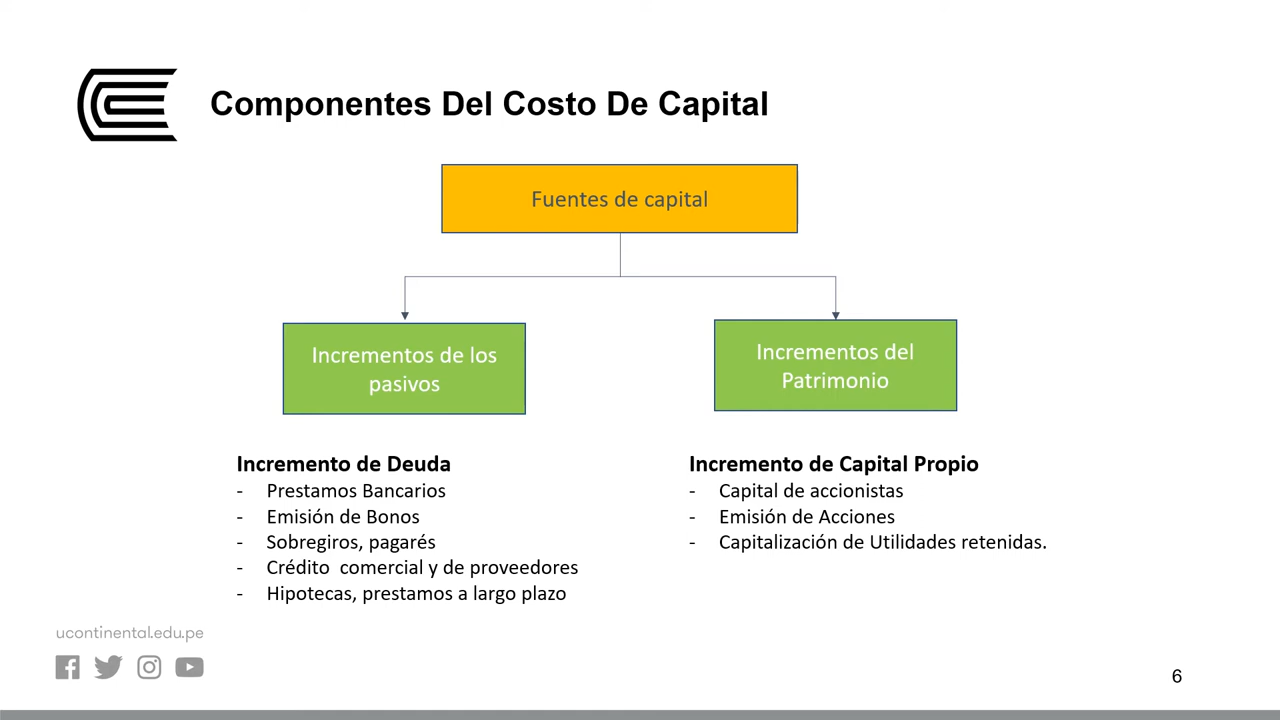 Componentes Del Costo De Capital
Fuentes de capital
Incrementos de los
pasivos
Incrementos del
Patrimonio
Incremento de Deuda
- Prestamos Bancarios
- Emisión de Bonos
- Sobregiros, pagarés
- Crédito  comercial y de proveedores
- Hipotecas, prestamos a largo plazo
Incremento de Capital Propio
- Capital de accionistas
- Emisión de Acciones
- Capitalización de Utilidades retenidas.
ucontinental.edu.pe
6